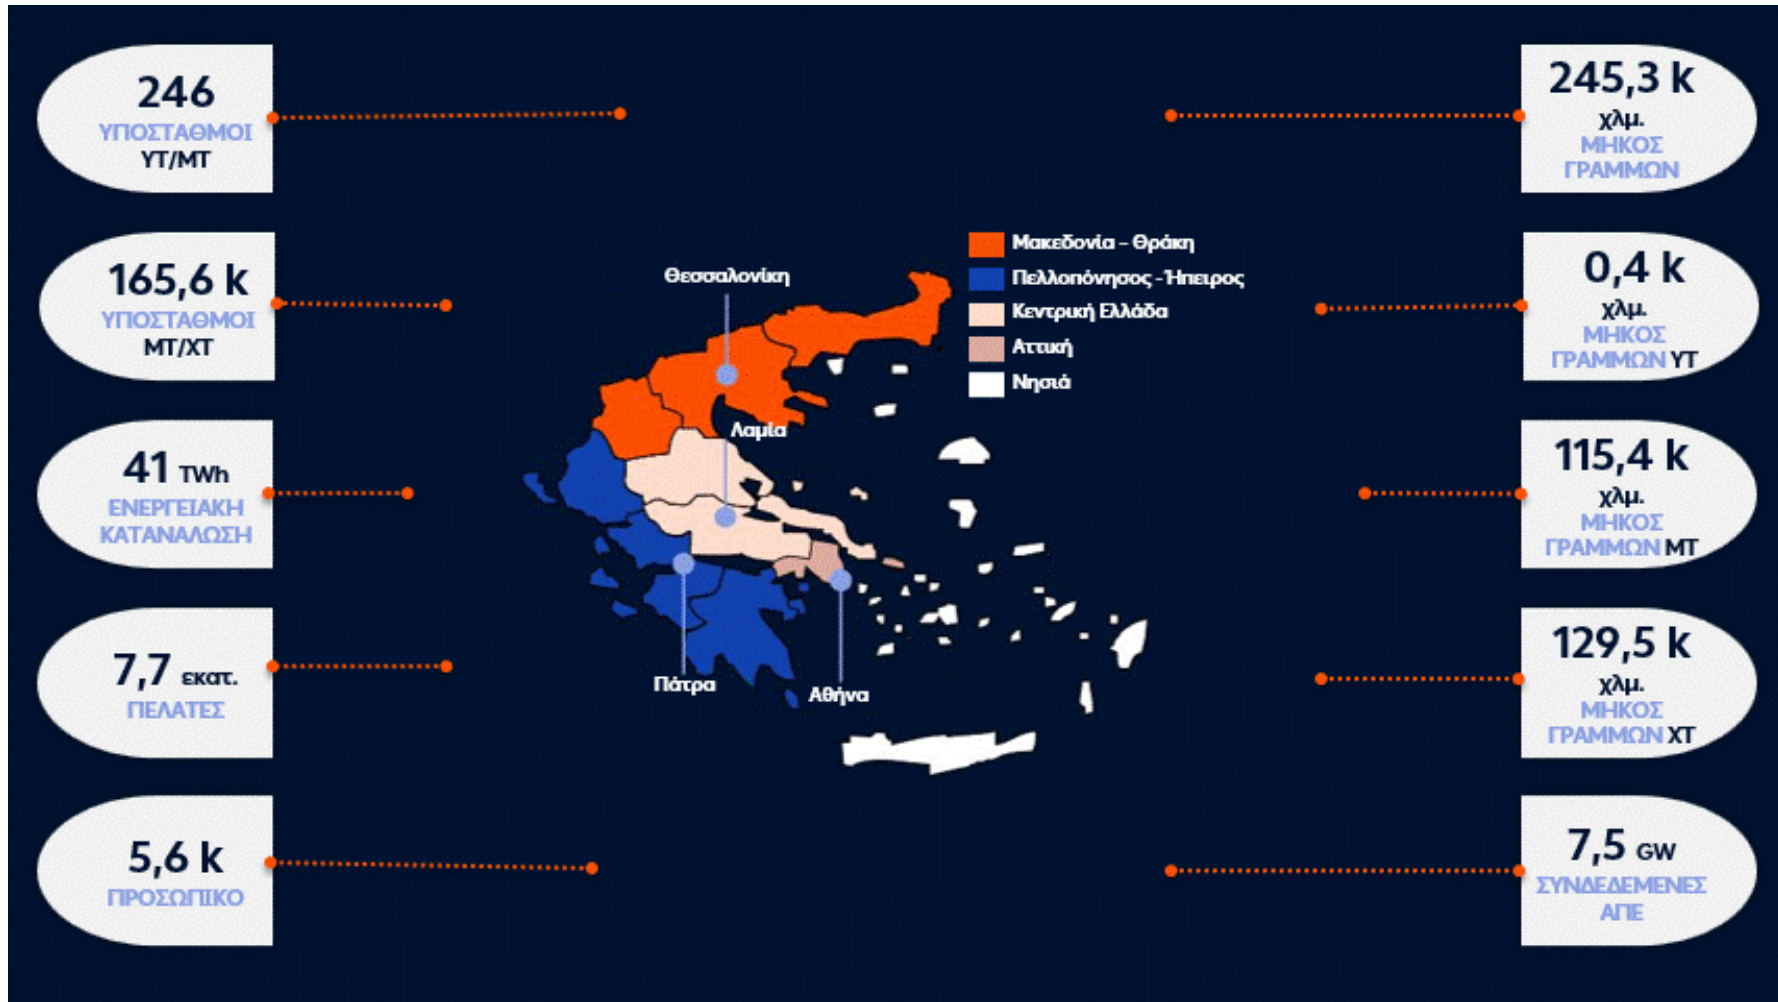 246
ΥΠΟΣΤΑΘΜΟΙ
ΥΤ/ΜΤ
165,6 k
ΥΠΟΣΤΑΘΜΟΙ
ΜΤ/ΧΤ
41 TWh
ΕΝΕΡΓΕΙΑΚΗ
ΚΑΤΑΝΑΛΩΣΗ
7,7 εκατ.
ΠΕΛΑΤΕΣ
5,6 k
ΠΡΟΣΩΠΙΚΟ
Θεσσαλονίκη
Λαμία
Πάτρα
Αθήνα
Μακεδονία – Θράκη
Πελλοπόνησος - Ήπειρος
Κεντρική Ελλάδα
Αττική
Νησιά
245,3 k
χλμ.
ΜΗΚΟΣ
ΓΡΑΜΜΩΝ
0,4 k
χλμ.
ΜΗΚΟΣ
ΓΡΑΜΜΩΝ ΥΤ
115,4 k
χλμ.
ΜΗΚΟΣ
ΓΡΑΜΜΩΝ ΜΤ
129,5 k
χλμ.
ΜΗΚΟΣ
ΓΡΑΜΜΩΝ ΧΤ
7,5 GW
ΣΥΝΔΕΔΕΜΕΝΕΣ
ΑΠΕ